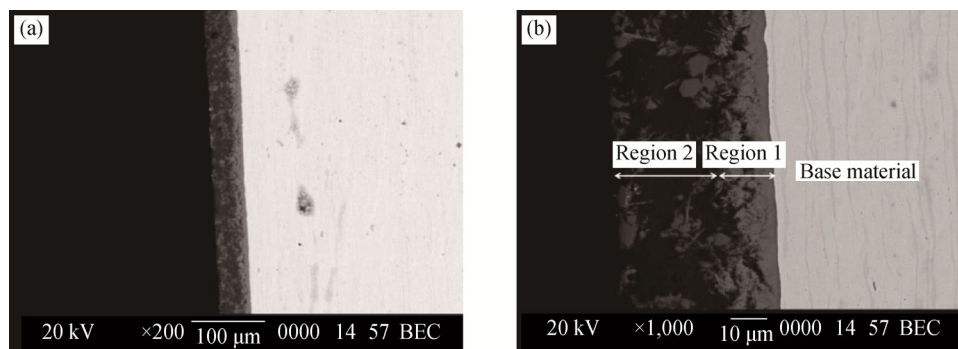 (a)
20 kV ×200 100 μm 0000 14 57 BEC
(b)
Region 2 Region 1
Base material
20 kV ×1,000 10 μm 0000 14 57 BEC